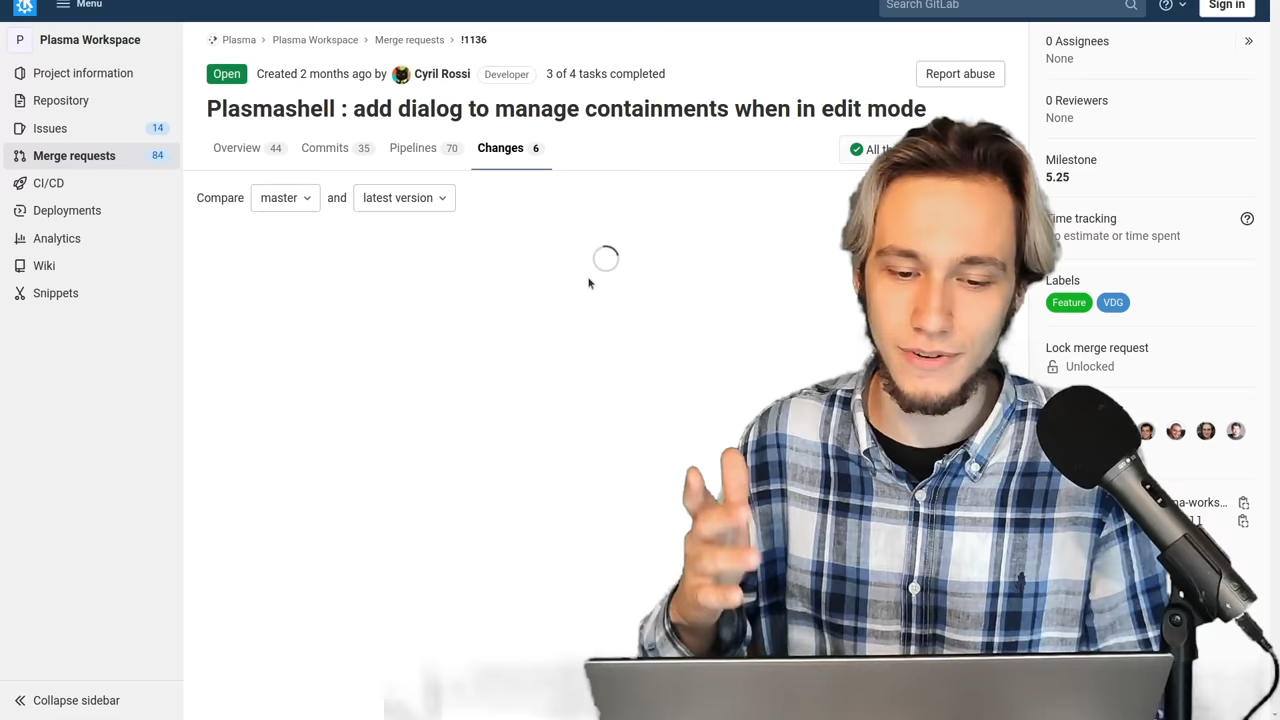 Menu
Search GitLab
Sign in
P Plasma Workspace
Project information
Repository
Issues 14
Merge requests 84
CI/CD
Deployments
Analytics
Wiki
Snippets
Collapse sidebar
Plasma > Plasma Workspace > Merge requests > !1136
Open Created 2 months ago by Cyril Rossi Developer 3 of 4 tasks completed
Report abuse
Plasmashell : add dialog to manage containments when in edit mode
Overview 44 Commits 35 Pipelines 70 Changes 6
All th
Compare master and latest version
0 Assignees
None
0 Reviewers
None
Milestone
5.25
Time tracking
estimate or time spent
Labels
Feature VDG
Lock merge request
Unlocked
ma-works...